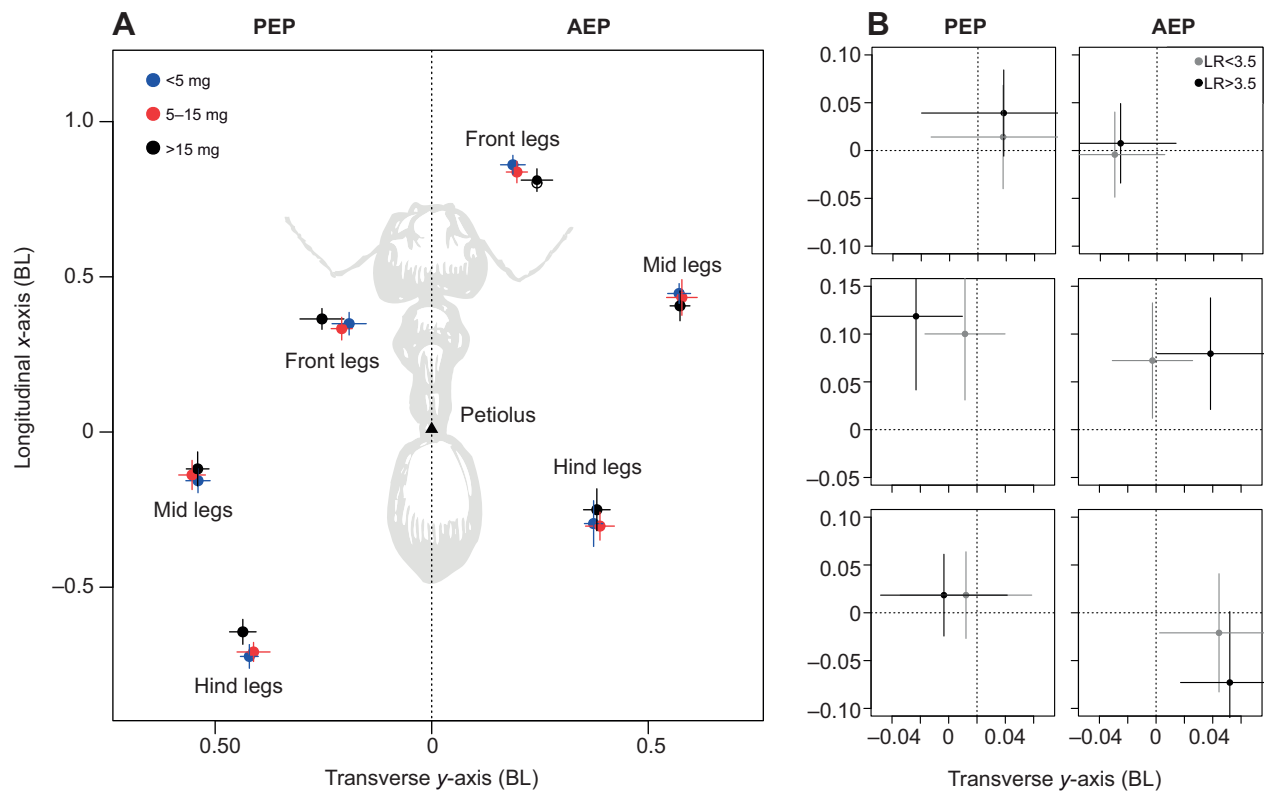 A
PEP
AEP
<5 mg
5–15 mg
>15 mg
1.0
0.5
0
–0.5
Longitudinal x-axis (BL)
Front legs
Mid legs
Front legs
Petiolus
Hind legs
Mid legs
Hind legs
0.50
0
0.5
Transverse y-axis (BL)
B
PEP
AEP
LR<3.5
LR>3.5
0.10
0.05
0
–0.05
–0.10
0.15
0.10
0.05
0
–0.05
0.10
0.05
0
–0.05
–0.10
–0.04
0
0.04
–0.04
0
0.04
Transverse y-axis (BL)